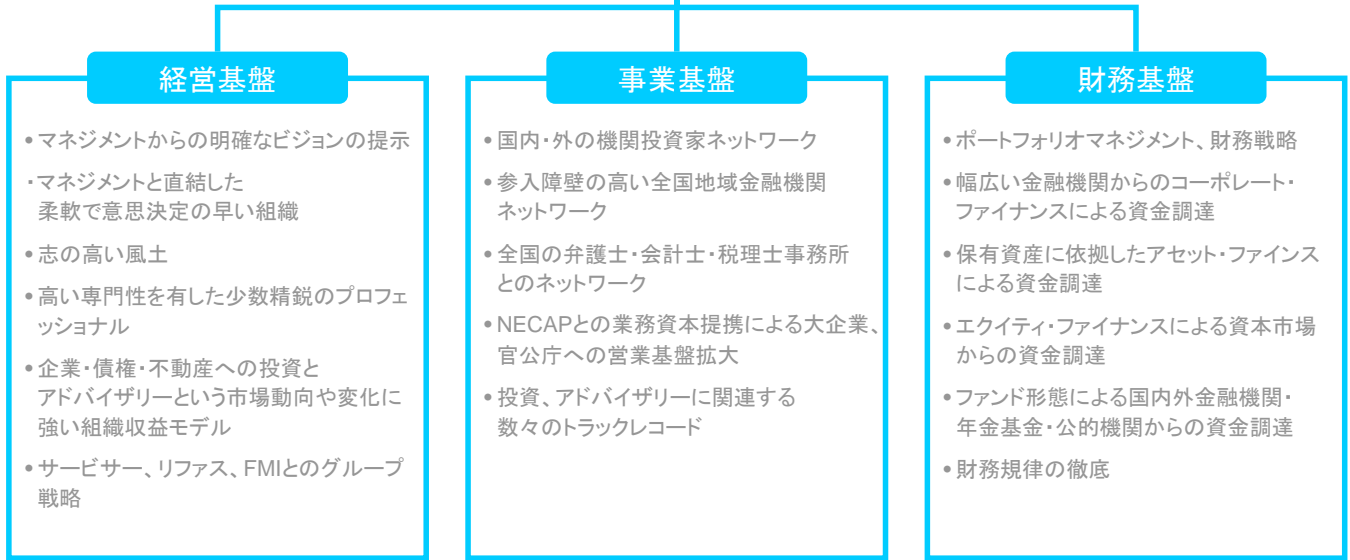 経営基盤
•マネジメントからの明確なビジョンの提示
・マネジメントと直結した
柔軟で意思決定の早い組織
•志の高い風土
•高い専門性を有した少数精鋭のプロフェ
ッショナル
•企業・債権・不動産への投資と
アドバイザリーという市場動向や変化に
強い組織収益モデル
•サービサー、リファス、FMIとのグループ
戦略
事業基盤
•国内・外の機関投資家ネットワーク
•参入障壁の高い全国地域金融機関
ネットワーク
•全国の弁護士・会計士・税理士事務所
とのネットワーク
•NECAPとの業務資本提携による大企業、
官公庁への営業基盤拡大
•投資、アドバイザリーに関連する
数々のトラックレコード
財務基盤
•ポートフォリオマネジメント、財務戦略
•幅広い金融機関からのコーポレート・
ファイナンスによる資金調達
•保有資産に依拠したアセット・ファインス
による資金調達
•エクイティ・ファイナンスによる資本市場
からの資金調達
•ファンド形態による国内外金融機関・
年金基金・公的機関からの資金調達
•財務規律の徹底